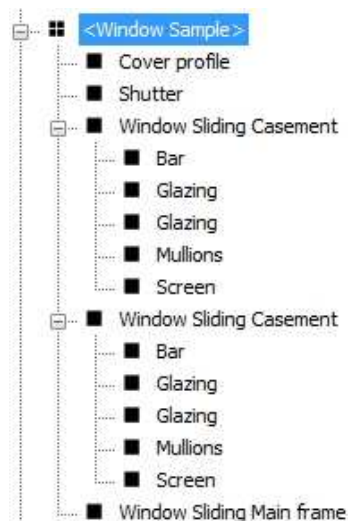 <Window Sample>
Cover profile
Shutter
Window Sliding Casement
Bar
Glazing
Glazing
Mullions
Screen
Window Sliding Casement
Bar
Glazing
Glazing
Mullions
Screen
Window Sliding Main frame